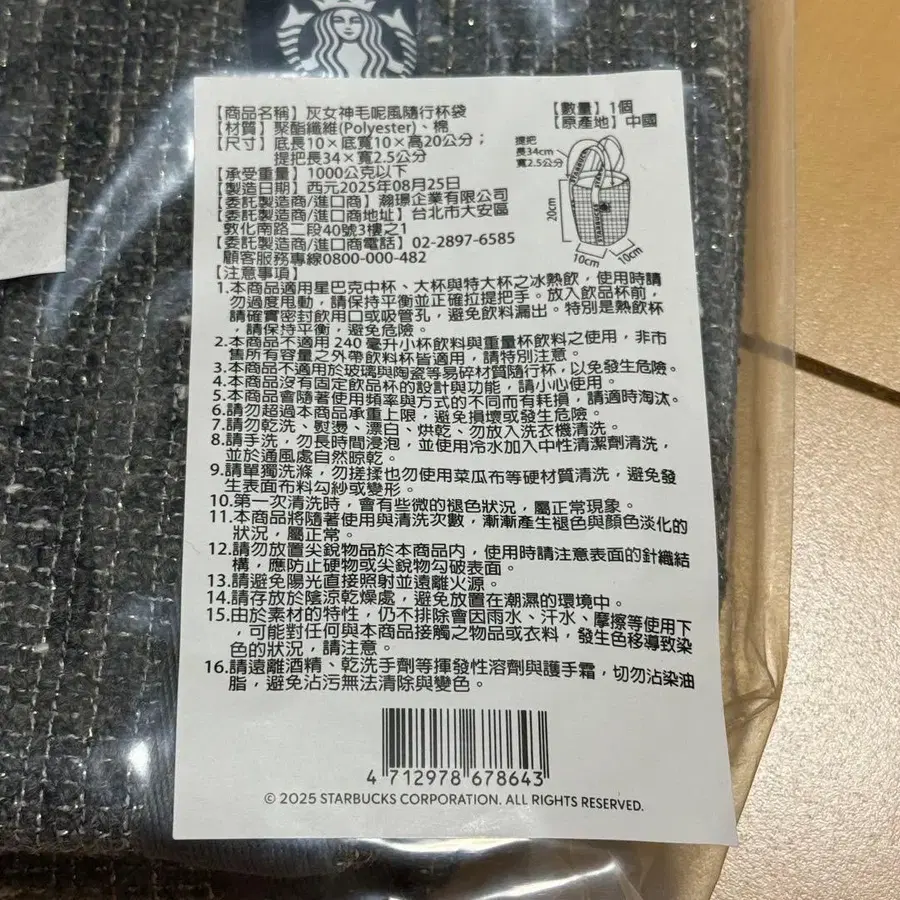 【商品名稱】灰女神毛呢風隨行杯袋
【數量】1個
【材質】聚酯纖維(Polyester)、棉
【原產地】中國
【尺寸】底長10×底寬10×高20公分；
提把長34×寬2.5公分
【承受重量】1000公克以下
【製造日期】西元2025年08月25日
【委託製造商/進口商】瀚璟企業有限公司
【委託製造商/進口商地址】台北市大安區
敦化南路二段40號3樓之1
【委託製造商/進口商電話】02-2897-6585
顧客服務專線0800-000-482
提把
長34cm
寬2.5公分
20cm
STARBUCKS
10cm
10cm
【注意事項】
1.本商品適用星巴克中杯、大杯與特大杯之冰熱飲，使用時請
勿過度甩動，請保持平衡並正確拉提把手。放入飲品杯前，
請確實密封飲用口或吸管孔，避免飲料漏出。特別是熱飲杯
，請保持平衡，避免危險。
2.本商品不適用 240 毫升小杯飲料與重量杯飲料之使用，非市
售所有容量之外帶飲料杯皆適用，請特別注意。
3.本商品不適用於玻璃與陶瓷等易碎材質隨行杯，以免發生危險。
4.本商品沒有固定飲品杯的設計與功能，請小心使用。
5.本商品會隨著使用頻率與方式的不同而有耗損，請適時淘汰。
6.請勿超過本商品承重上限，避免損壞或發生危險。
7.請勿乾洗、熨燙、漂白、烘乾、勿放入洗衣機清洗。
8.請手洗，勿長時間浸泡，並使用冷水加入中性清潔劑清洗，
並於通風處自然晾乾。
9.請單獨洗滌，勿搓揉也勿使用菜瓜布等硬材質清洗，避免發
生表面布料勾紗或變形。
10.第一次清洗時，會有些微的褪色狀況，屬正常現象。
11.本商品將隨著使用與清洗次數，漸漸產生褪色與顏色淡化的
狀況，屬正常。
12.請勿放置尖銳物品於本商品內，使用時請注意表面的針織結
構，應防止硬物或尖銳物勾破表面。
13.請避免陽光直接照射並遠離火源。
14.請存放於陰涼乾燥處，避免放置在潮濕的環境中。
15.由於素材的特性，仍不排除會因雨水、汗水、摩擦等使用下
，可能對任何與本商品接觸之物品或衣料，發生色移導致染
色的狀況，請注意。
16.請遠離酒精、乾洗手劑等揮發性溶劑與護手霜，切勿沾染油
脂，避免沾污無法清除與變色。
4 712978 678643
© 2025 STARBUCKS CORPORATION. ALL RIGHTS RESERVED.